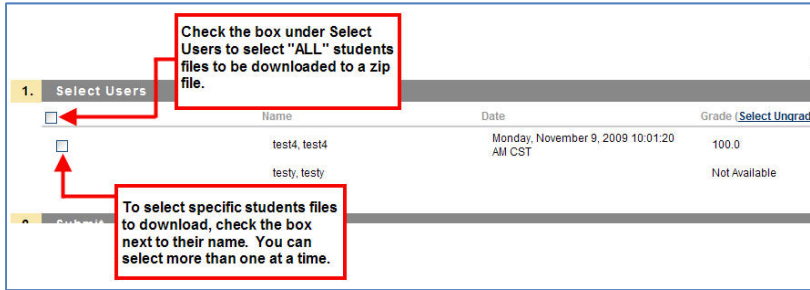 Check the box under Select
Users to select "ALL" students
files to be downloaded to a zip
file.
1. Select Users
Name Date Grade (Select Ungrad
test4, test4 Monday, November 9, 2009 10:01:20
AM CST 100.0
testy, testy Not Available
To select specific students files
to download, check the box
next to their name. You can
select more than one at a time.